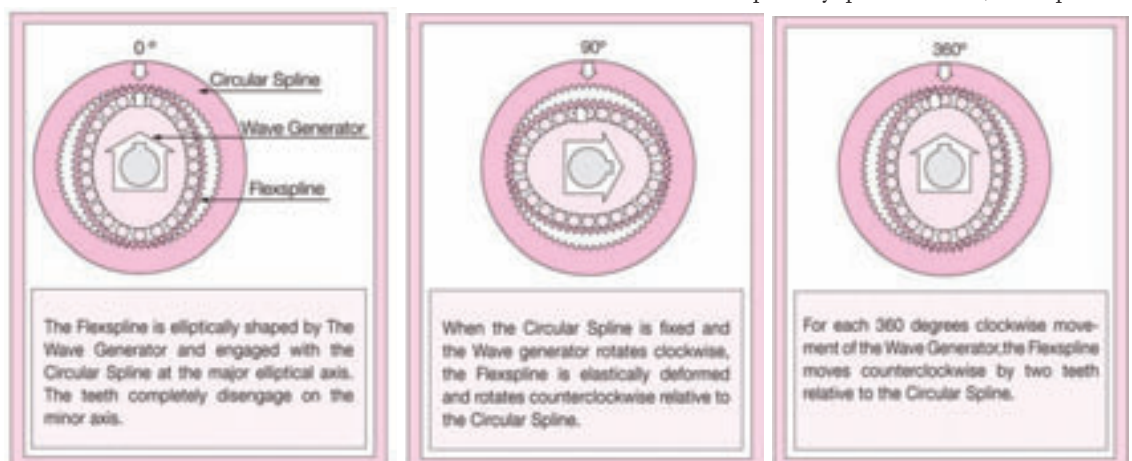 0º
Circular Spline
Wave Generator
Flexspline
The Flexspline is elliptically shaped by The
Wave Generator and engaged with the
Circular Spline at the major elliptical axis.
The teeth completely disengage on the
minor axis.
90º
When the Circular Spline is fixed and
the Wave generator rotates clockwise,
the Flexspline is elastically deformed
and rotates counterclockwise relative to
the Circular Spline.
360º
For each 360 degrees clockwise move-
ment of the Wave Generator,the Flexspline
moves counterclockwise by two teeth
relative to the Circular Spline.